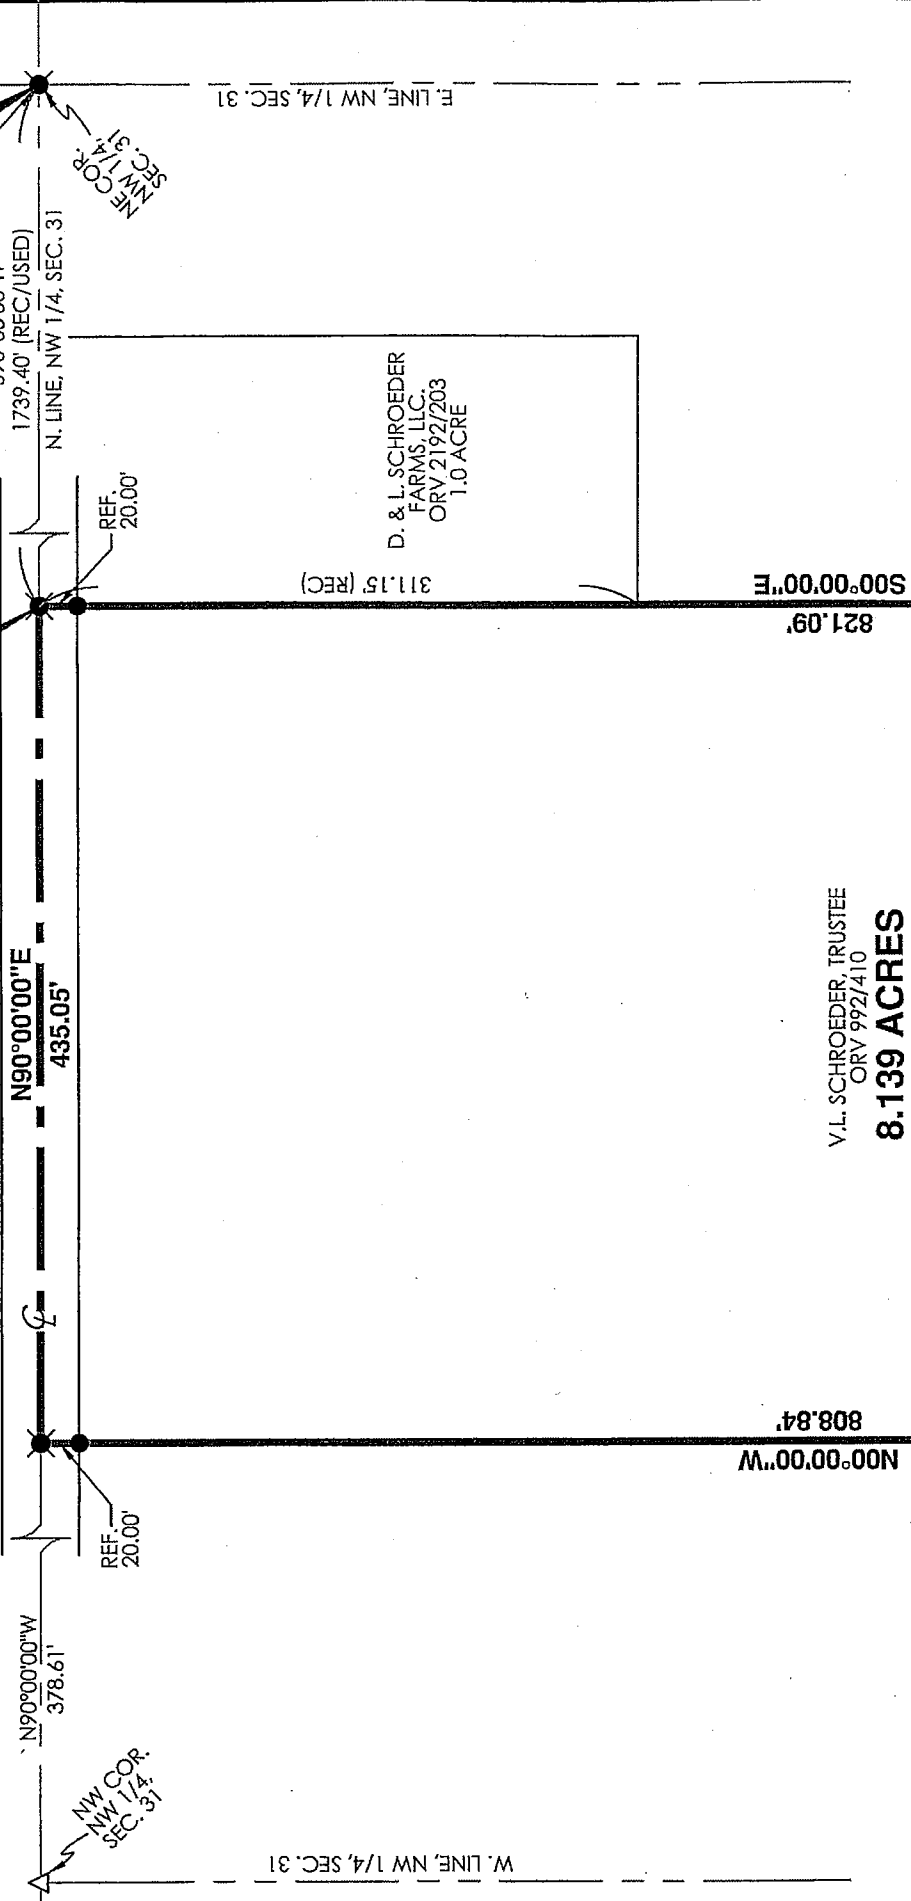 1739.40' (REC/USED)
N. LINE, NW 1/4, SEC. 31
NE COR.
NW 1/4,
SEC. 31
E. LINE, NW 1/4, SEC. 31
REF.
20.00'
D. & L. SCHROEDER
FARMS, LLC.
ORV 2192/203
1.0 ACRE
311.15' (REC)
S00°00'00"E
821.09'
N90°00'00"E
435.05'
V.L. SCHROEDER, TRUSTEE
ORV 992/410
8.139 ACRES
808.84'
N00°00'00"W
REF.
20.00'
N90°00'00"W
378.61'
NW COR.
NW 1/4,
SEC. 31
W. LINE, NW 1/4, SEC. 31